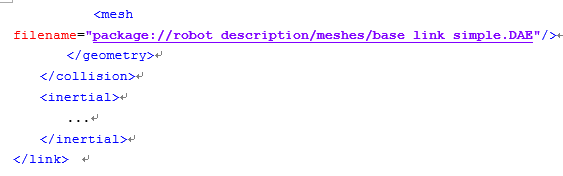 <mesh
filename="package://robot_description/meshes/base_link_simple.DAE"/>
</geometry>
</collision>
<inertial>
...
</inertial>
</link>